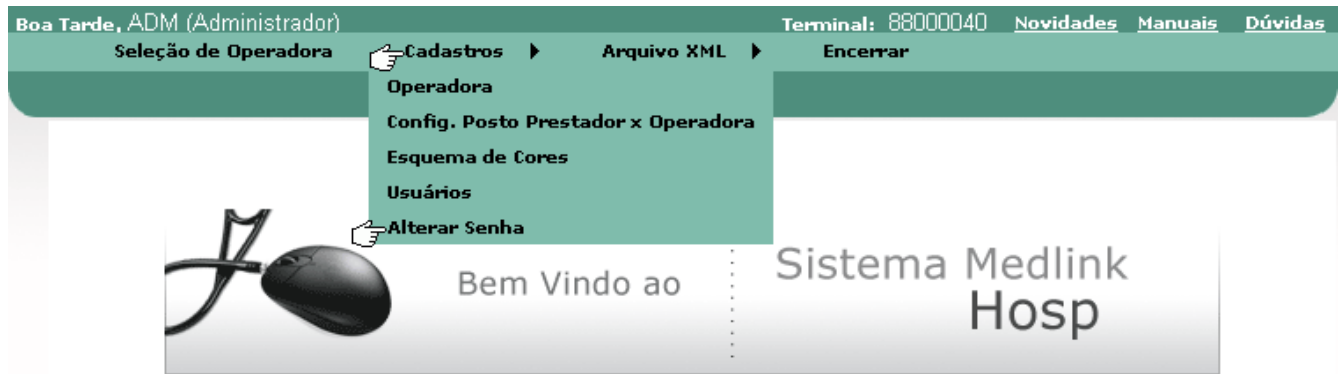 Boa Tarde, ADM (Administrador) Terminal: 88000040 Novidades Manuais Dúvidas
Seleção de Operadora Cadastros Arquivo XML Encerrar
Operadora
Config. Posto Prestador x Operadora
Esquema de Cores
Usuários
Alterar Senha
Bem Vindo ao
Sistema Medlink
Hosp